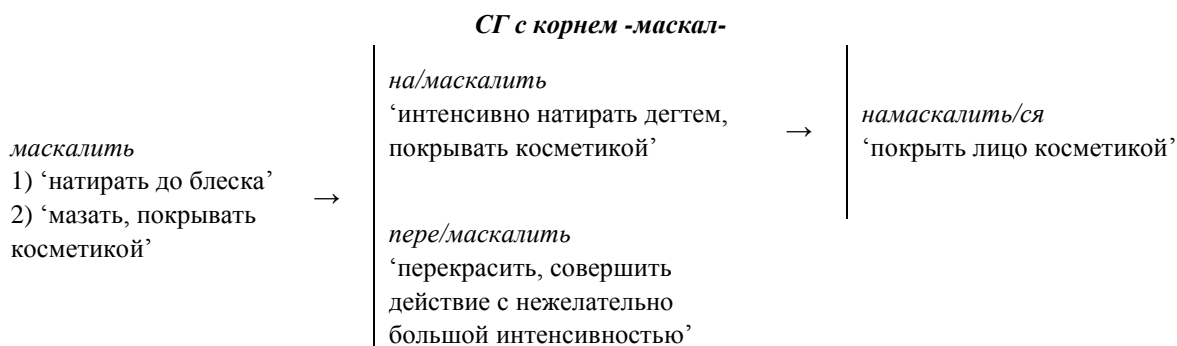 СГ с корнем -маскал-
маскалить
1) ‘натирать до блеска’
2) ‘мазать, покрывать
косметикой’
→
на/маскалить
‘интенсивно натирать дегтем,
покрывать косметикой’
→
намаскалить/ся
‘покрыть лицо косметикой’
пере/маскалить
‘перекрасить, совершить
действие с нежелательно
большой интенсивностью’